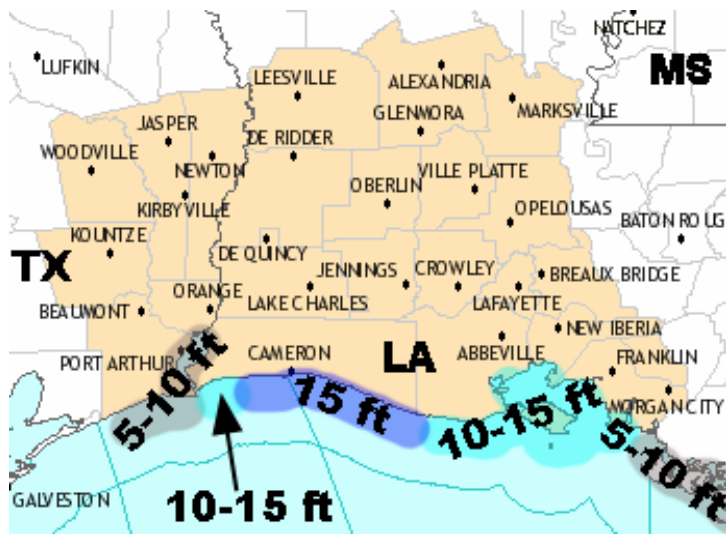 NATCHEZ
LUFKIN
MS
LEESVILLE
ALEXANDRIA
MARKSVILLE
GLENMORA
JASPER
DE RIDDER
WOODVILLE
NEWTON
VILLE PLATTE
OBERLIN
KIRBYVILLE
OPELOUSAS
BATON ROUG
KOUNTZE
DE QUINCY
TX
JENNINGS
CROWLEY
BREAUX BRIDGE
ORANGE
LAKE CHARLES
LAFAYETTE
BEAUMONT
NEW IBERIA
PORT ARTHUR
CAMERON
LA
ABBEVILLE
FRANKLIN
MORGAN CITY
5-10 ft
15 ft
10-15 ft
5-10 ft
GALVESTON
10-15 ft